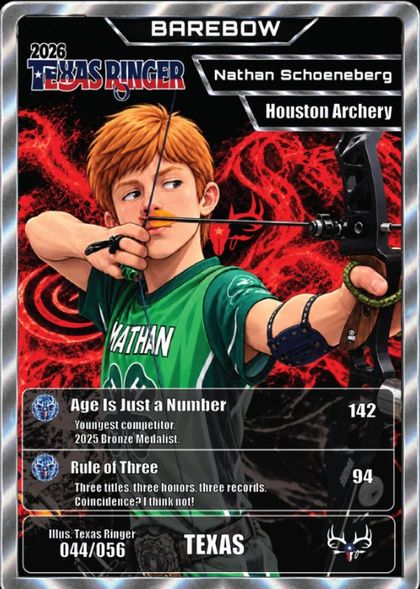 BAREBOW
2026
TEXAS RINGER
Nathan Schoeneberg
Houston Archery
NATHAN
Age Is Just a Number
142
Youngest competitor.
2025 Bronze Medalist.
Rule of Three
94
Three titles, three honors, three records.
Coincidence? I think not!
Illus. Texas Ringer
044/056
TEXAS